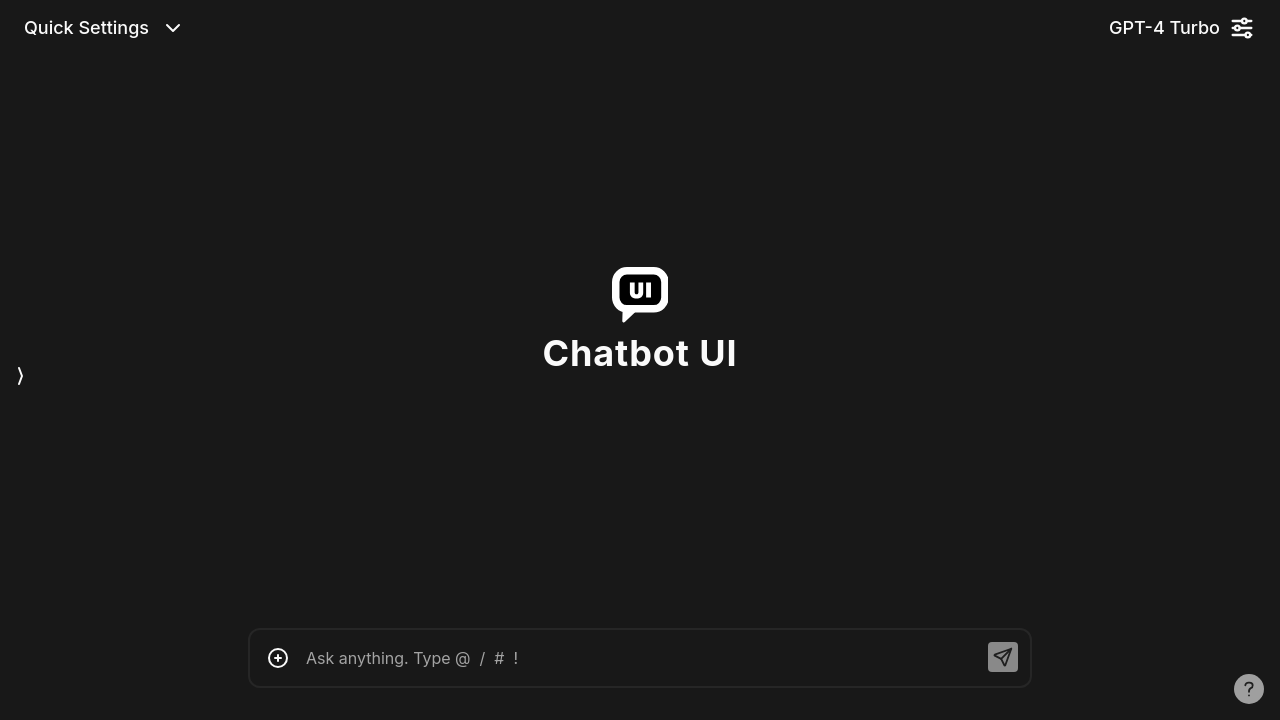 Quick Settings
GPT-4 Turbo
UI
Chatbot UI
⟩
Ask anything. Type @ / # !
?